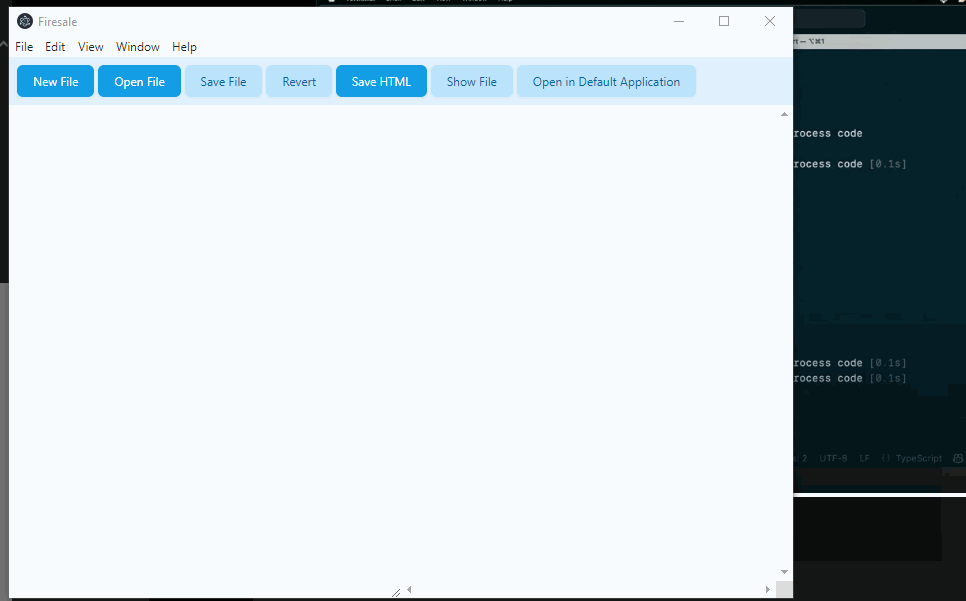 Firesale
File Edit View Window Help
New File Open File Save File Revert Save HTML Show File Open in Default Application
rocess code
rocess code [0.1s]
rocess code [0.1s]
rocess code [0.1s]
2 UTF-8 LF {} TypeScript